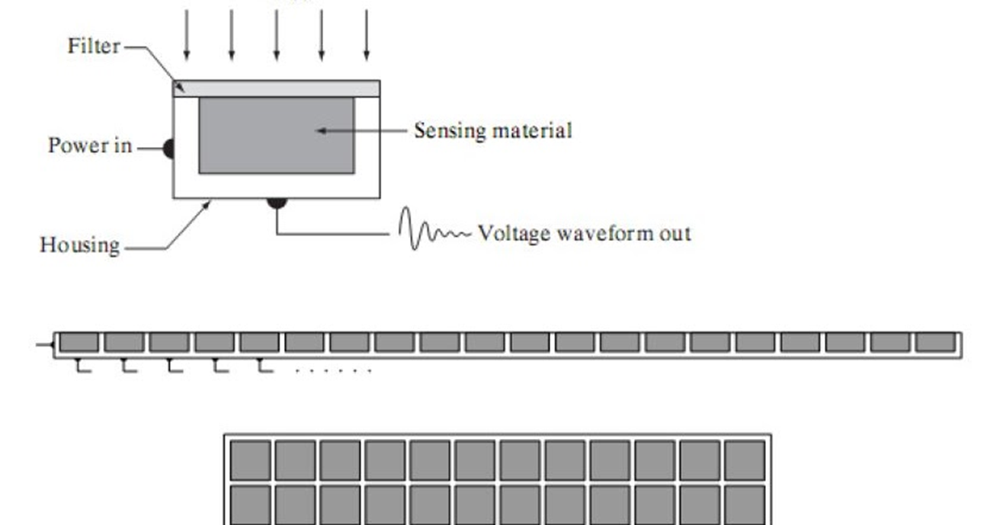 Filter
Sensing material
Power in
Housing
Voltage waveform out